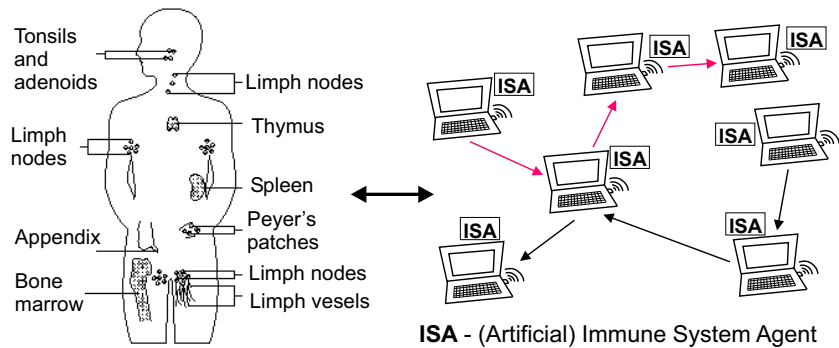 Tonsils
and
adenoids
Limph nodes
Limph
nodes
Thymus
Spleen
Appendix
Peyer's
patches
Bone
marrow
Limph nodes
Limph vessels
ISA
ISA
ISA
ISA
ISA
ISA
ISA
ISA - (Artificial) Immune System Agent